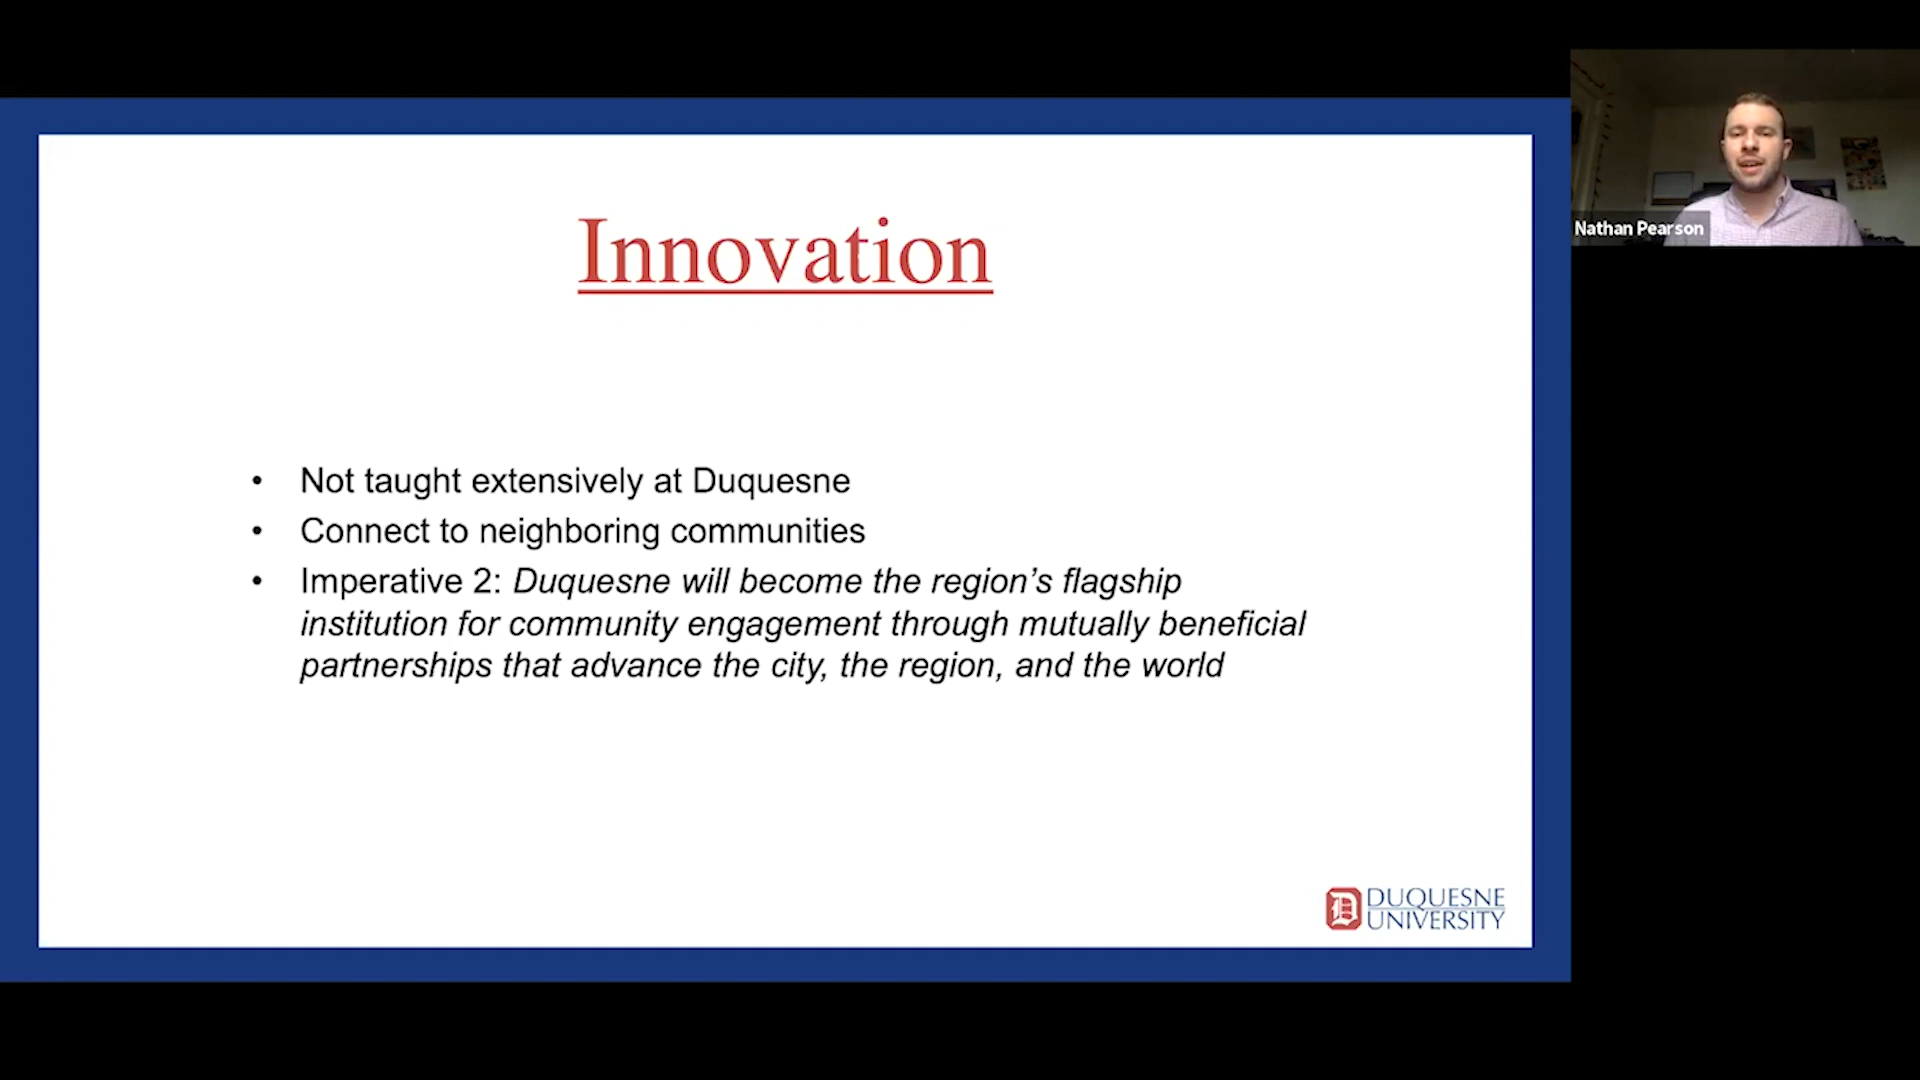 Innovation
• Not taught extensively at Duquesne
• Connect to neighboring communities
• Imperative 2: Duquesne will become the region’s flagship
institution for community engagement through mutually beneficial
partnerships that advance the city, the region, and the world
D DUQUESNE
UNIVERSITY
Nathan Pearson